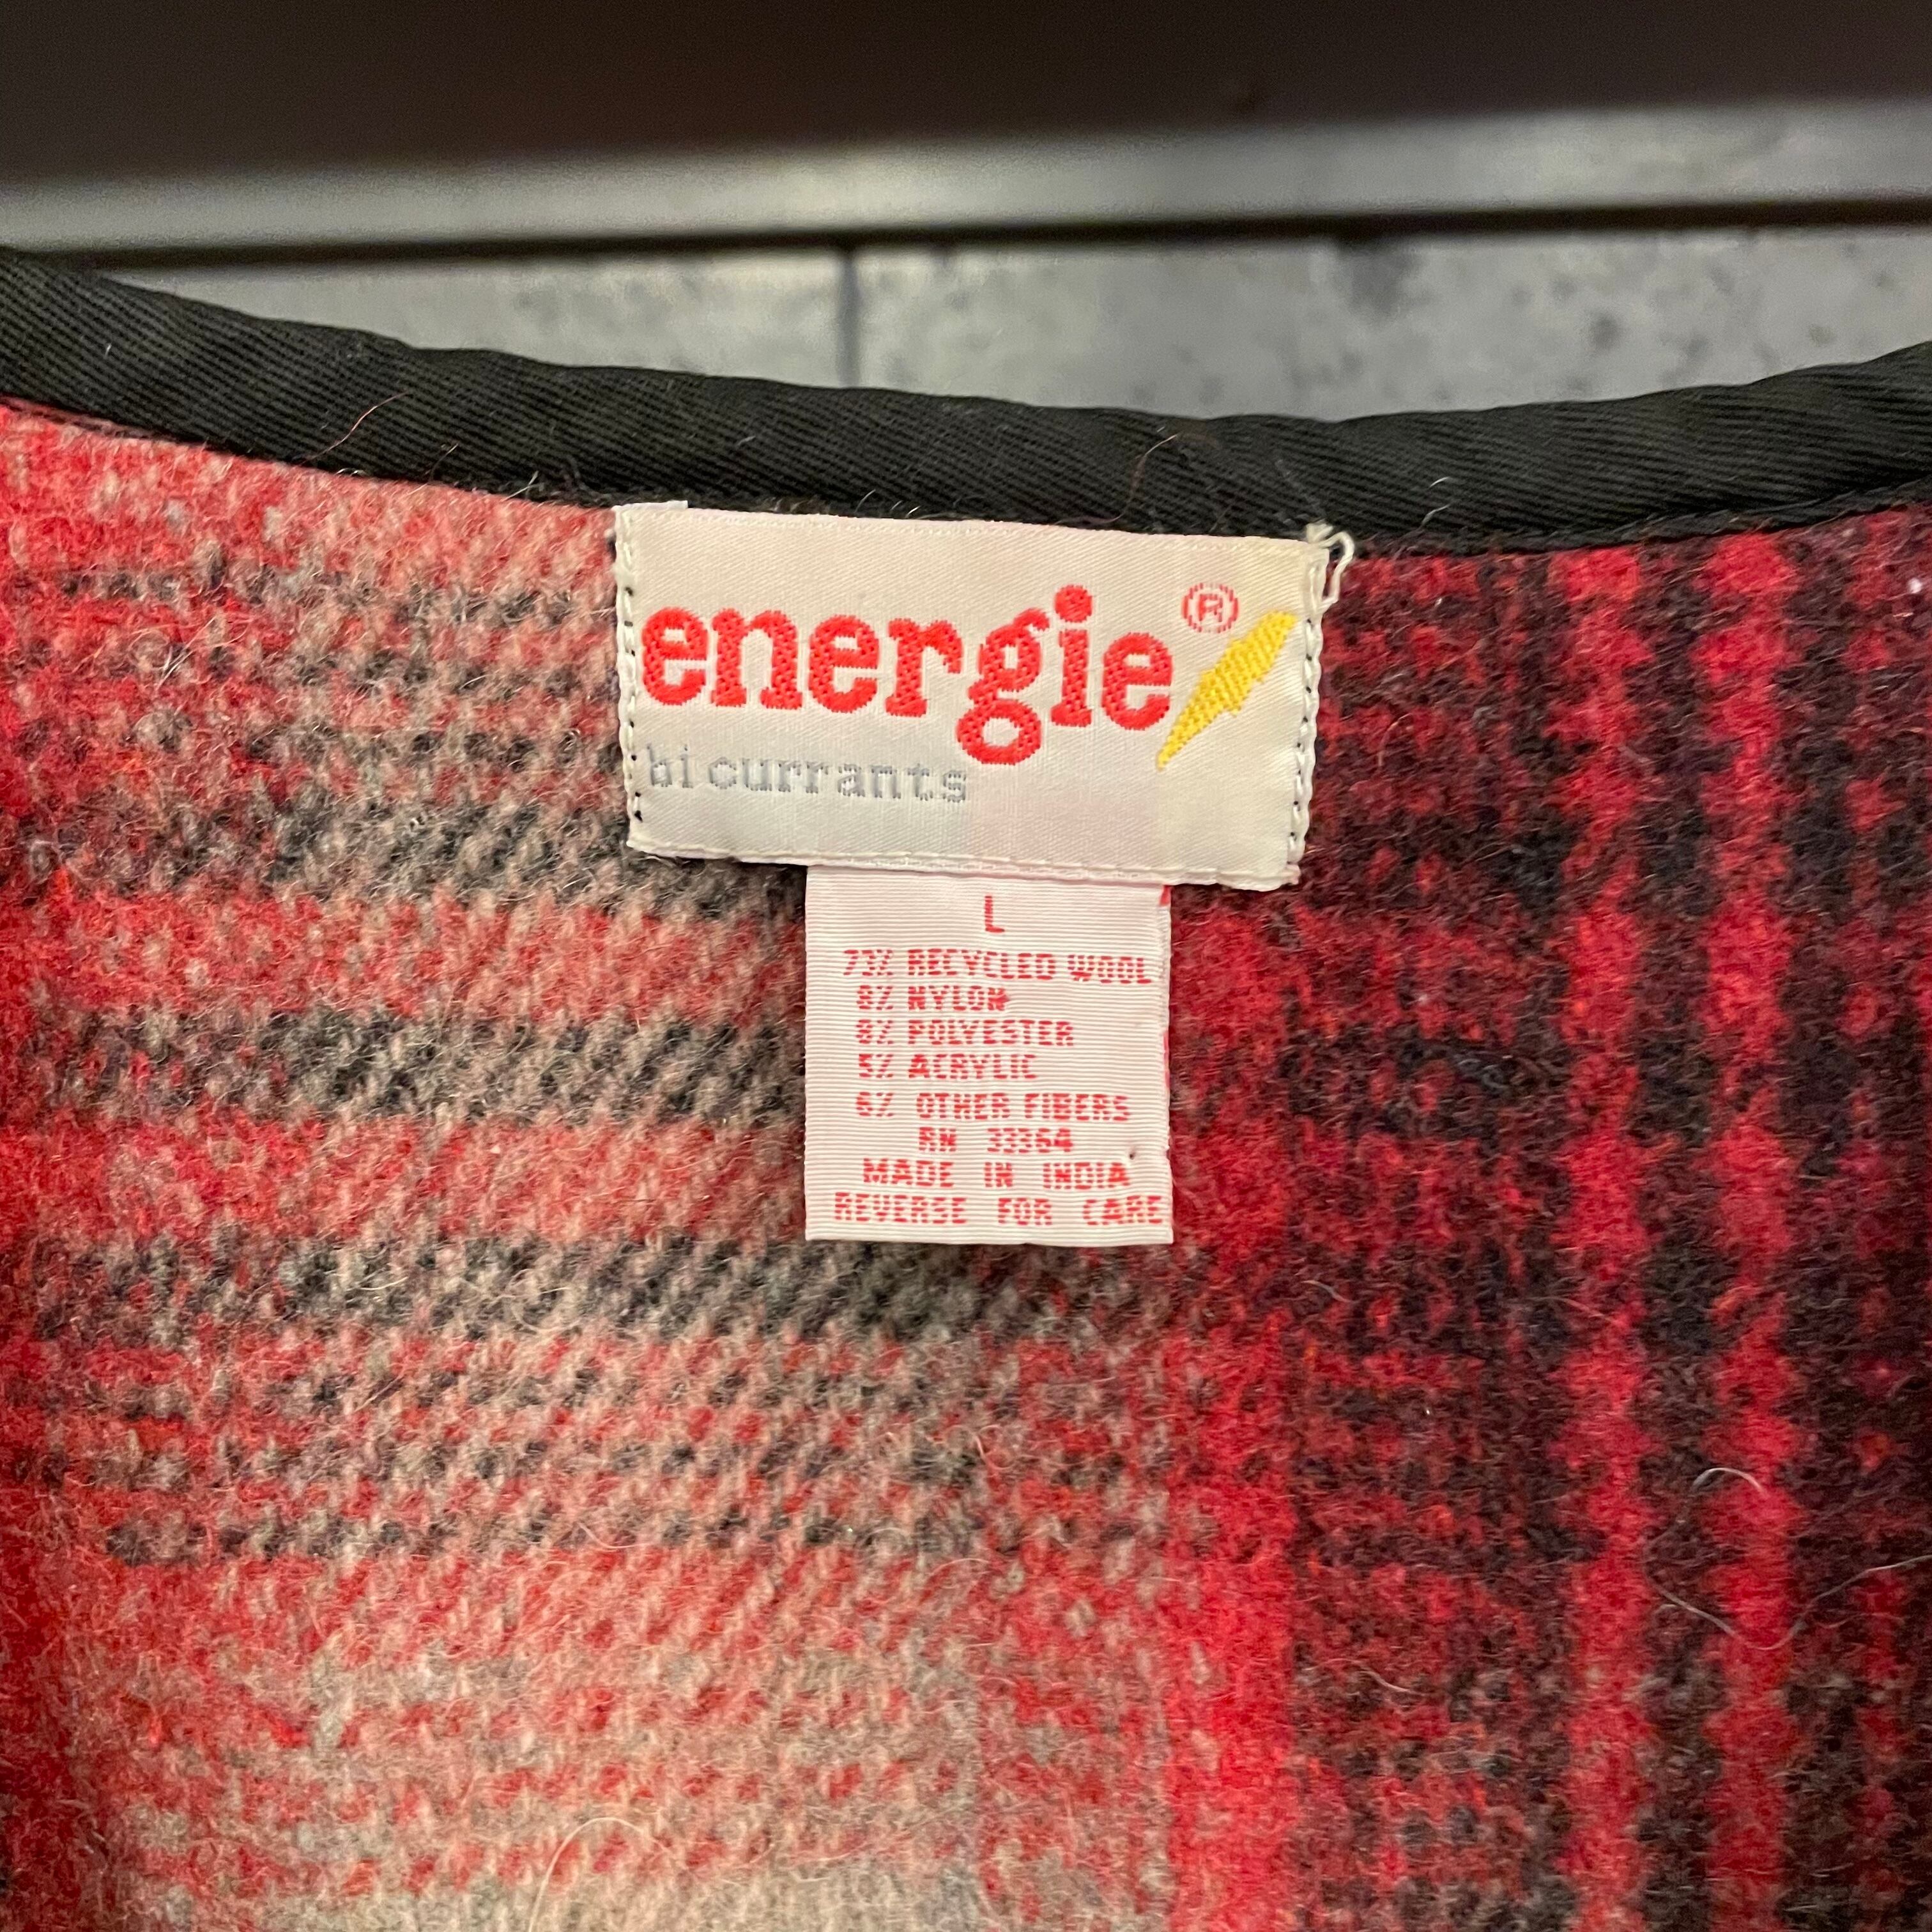 energie®
hi currants
L
73% RECYCLED WOOL
8% NYLON
8% POLYESTER
5% ACRYLIC
6% OTHER FIBERS
RN 33364
MADE IN INDIA
REVERSE FOR CARE